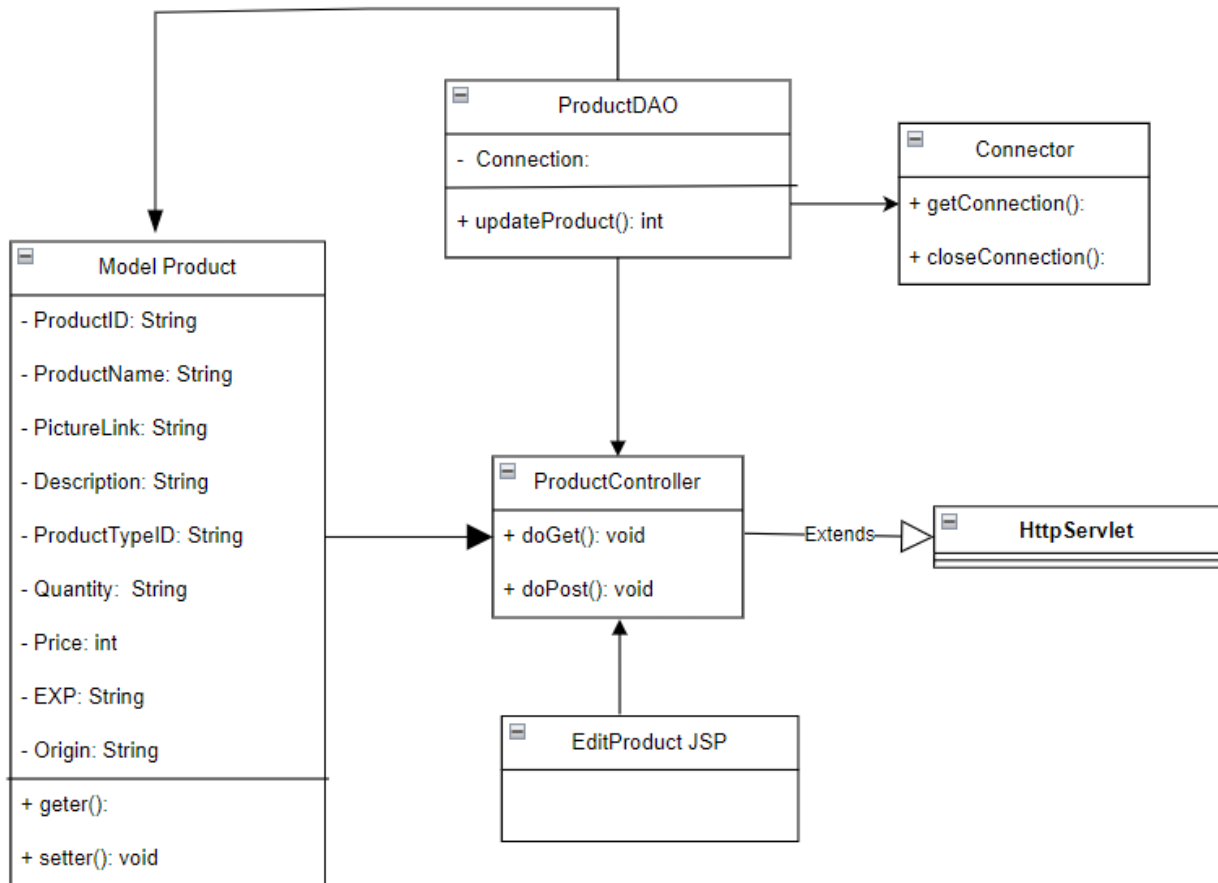 ProductDAO
- Connection:
+ updateProduct(): int
Connector
+ getConnection():
+ closeConnection():
Model Product
- ProductID: String
- ProductName: String
- PictureLink: String
- Description: String
- ProductTypeID: String
- Quantity: String
- Price: int
- EXP: String
- Origin: String
+ geter():
+ setter(): void
ProductController
+ doGet(): void
+ doPost(): void
Extends
HttpServlet
EditProduct JSP